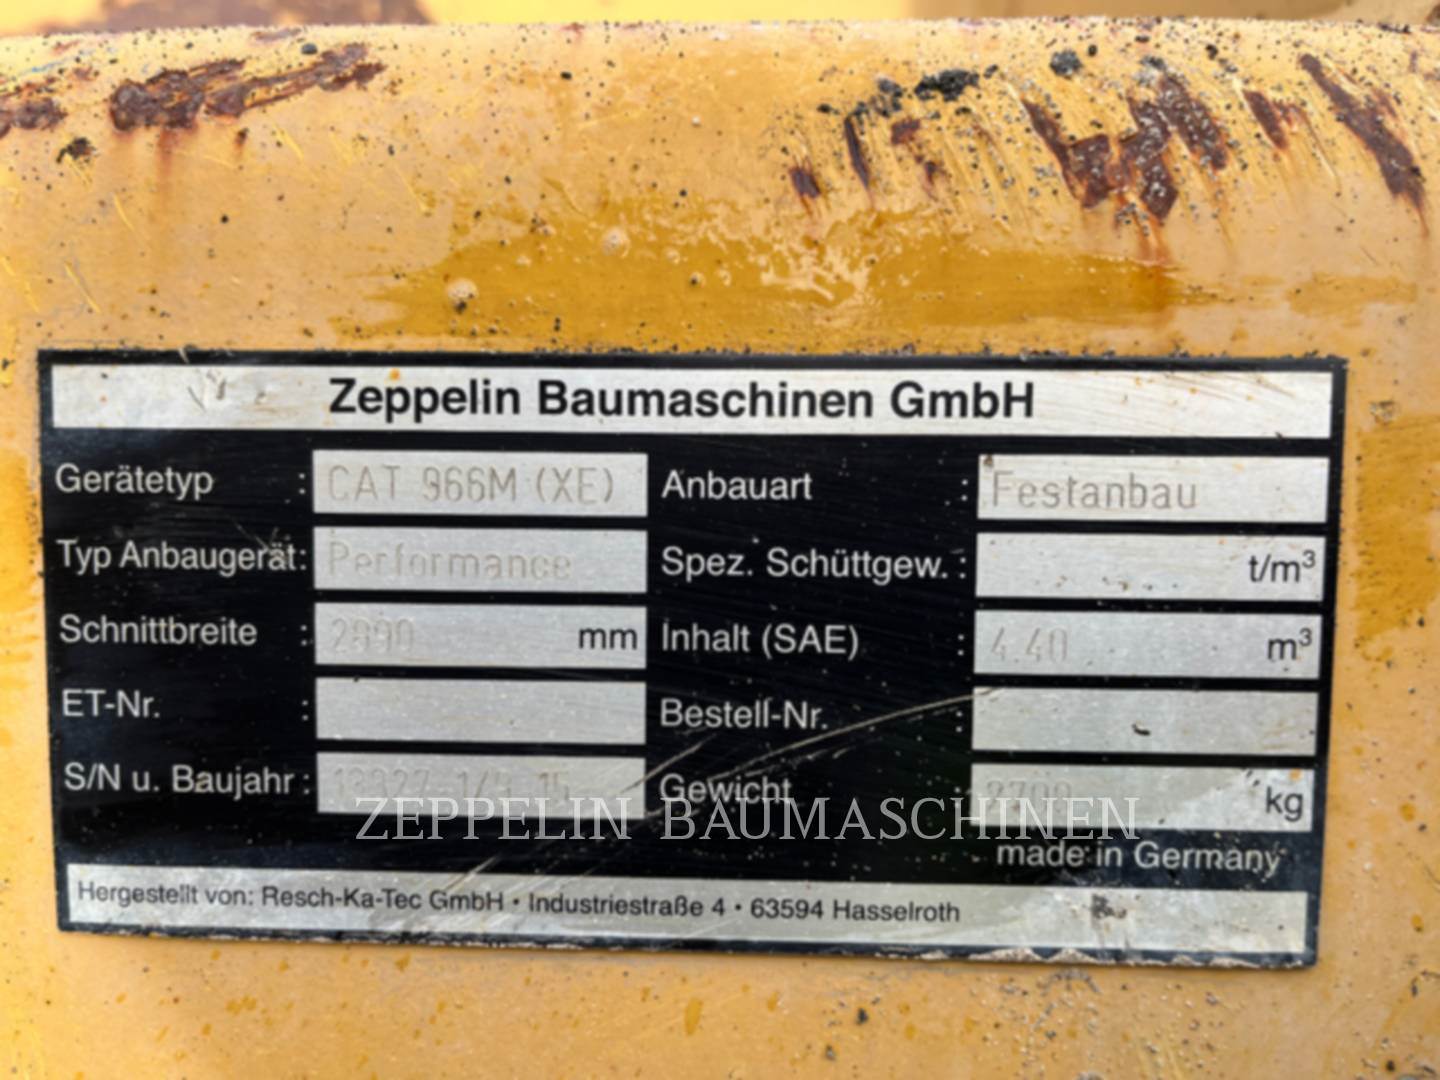 Zeppelin Baumaschinen GmbH
Gerätetyp : CAT 966M (XE) Anbauart : Festanbau
Typ Anbaugerät: Performance Spez. Schüttgew. : t/m³
Schnittbreite : 2990 mm Inhalt (SAE) : 4.40 m³
ET-Nr. : Bestell-Nr. :
S/N u. Baujahr : Gewicht : kg
ZEPPELIN BAUMASCHINEN
made in Germany
Hergestellt von: Resch-Ka-Tec GmbH • Industriestraße 4 • 63594 Hasselroth